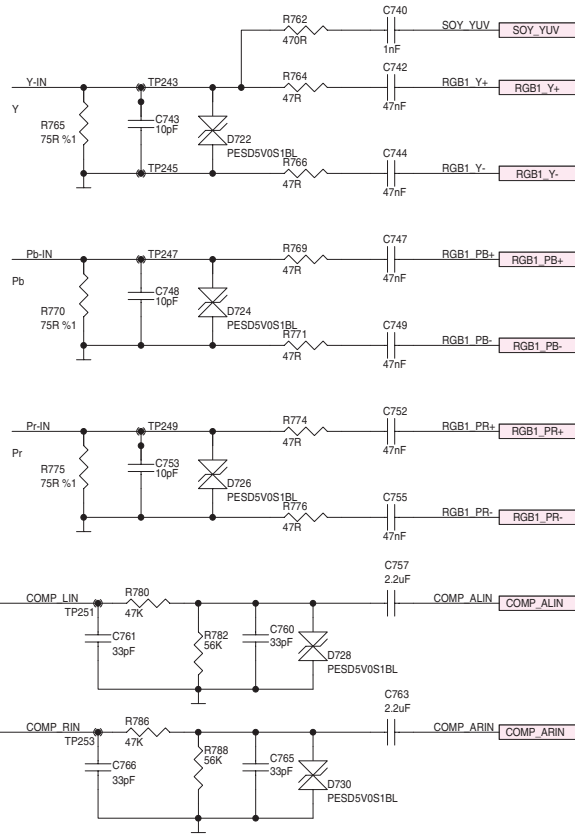 C740
R762
470R
1nF
SOY_YUV
SOY_YUV
Y-IN
TP243
R764
47R
C742
47nF
RGB1_Y+
RGB1_Y+
Y
R765
75R %1
C743
10pF
D722
PESD5V0S1BL
TP245
R766
47R
C744
47nF
RGB1_Y-
RGB1_Y-
Pb-IN
TP247
R769
47R
C747
47nF
RGB1_PB+
RGB1_PB+
Pb
R770
75R %1
C748
10pF
D724
PESD5V0S1BL
R771
47R
C749
47nF
RGB1_PB-
RGB1_PB-
Pr-IN
TP249
R774
47R
C752
47nF
RGB1_PR+
RGB1_PR+
Pr
R775
75R %1
C753
10pF
D726
PESD5V0S1BL
R776
47R
C755
47nF
RGB1_PR-
RGB1_PR-
C757
2.2uF
COMP_LIN
TP251
R780
47K
COMP_ALIN
COMP_ALIN
C761
33pF
R782
56K
C760
33pF
D728
PESD5V0S1BL
C763
2.2uF
COMP_RIN
TP253
R786
47K
COMP_ARIN
COMP_ARIN
C766
33pF
R788
56K
C765
33pF
D730
PESD5V0S1BL